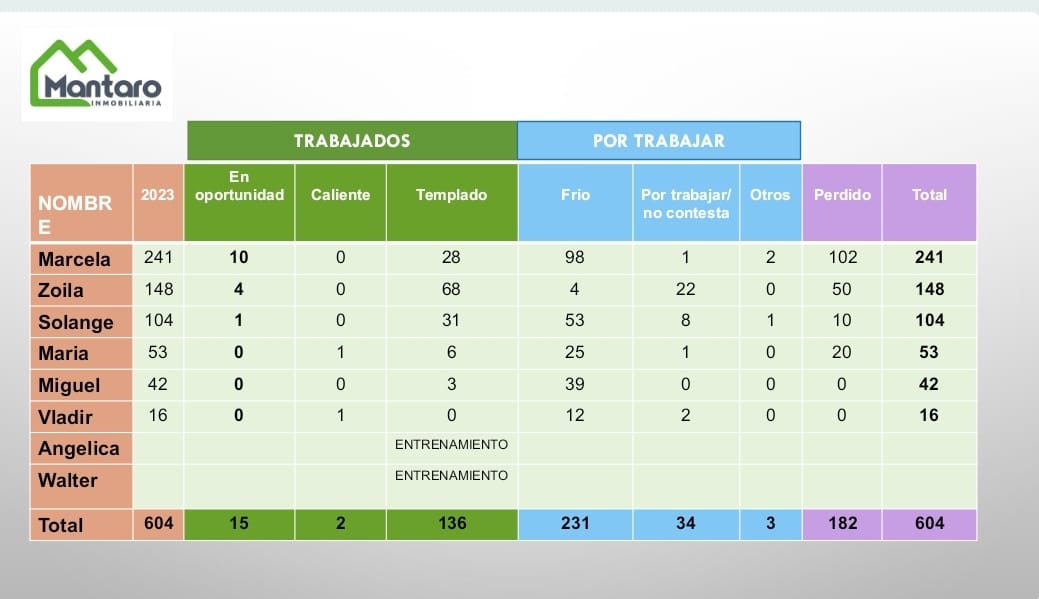 Mantaro
INMOBILIARIA
TRABAJADOS POR TRABAJAR
NOMBR
E 2023 En
oportunidad Caliente Templado Frio Por trabajar/
no contesta Otros Perdido Total
Marcela 241 10 0 28 98 1 2 102 241
Zoila 148 4 0 68 4 22 0 50 148
Solange 104 1 0 31 53 8 1 10 104
Maria 53 0 1 6 25 1 0 20 53
Miguel 42 0 0 3 39 0 0 0 42
Vladir 16 0 1 0 12 2 0 0 16
Angelica ENTRENAMIENTO
Walter ENTRENAMIENTO
Total 604 15 2 136 231 34 3 182 604